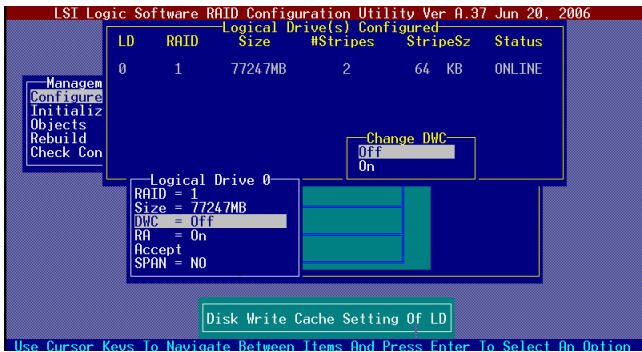 LSI Logic Software RAID Configuration Utility Ver A.37 Jun 20, 2006
Logical Drive(s) Configured
LD RAID Size #Stripes StripeSz Status
0 1 77247MB 2 64 KB ONLINE
Managem
Configure
Initializ
Objects
Rebuild
Check Con
Change DWC
Off
On
Logical Drive 0
RAID = 1
Size = 77247MB
DWC = Off
RA = On
Accept
SPAN = NO
Disk Write Cache Setting Of LD
Use Cursor Keys To Navigate Between Items And Press Enter To Select An Option